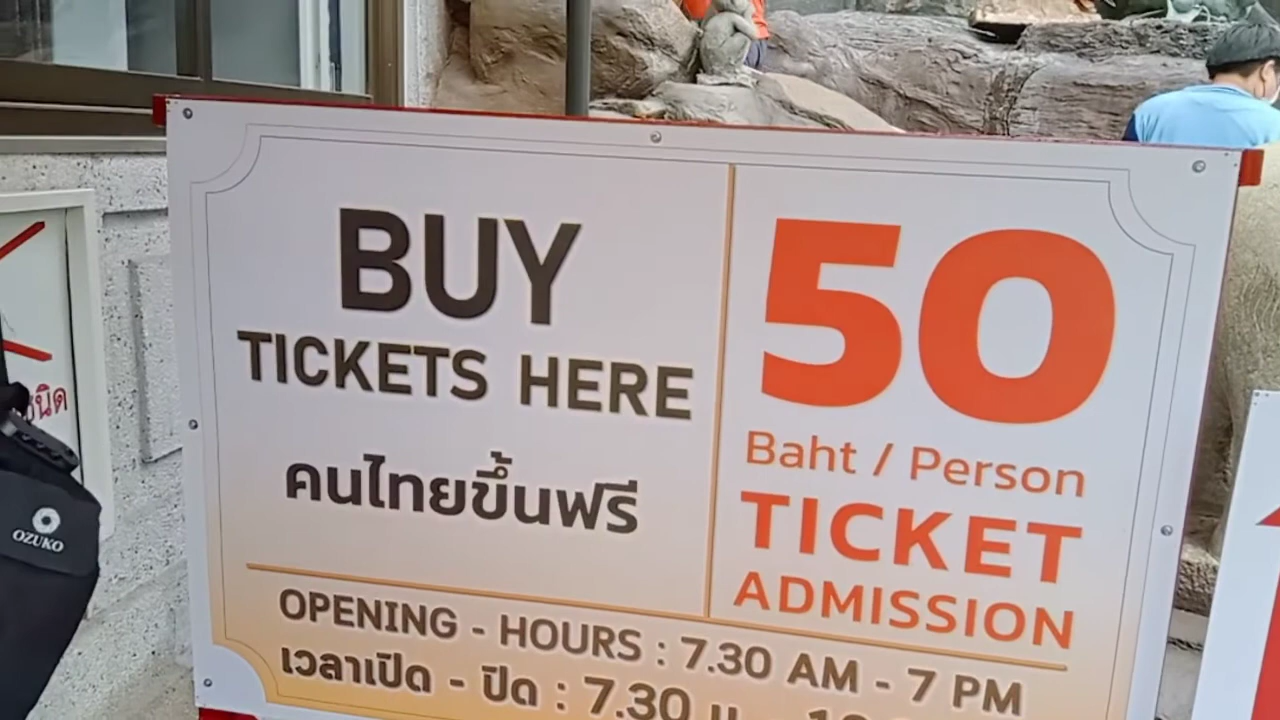 BUY
TICKETS HERE
คนไทยขึ้นฟรี
50
Baht / Person
TICKET
ADMISSION
OPENING - HOURS : 7.30 AM - 7 PM
เวลาเปิด - ปิด : 7.30
OZUKO